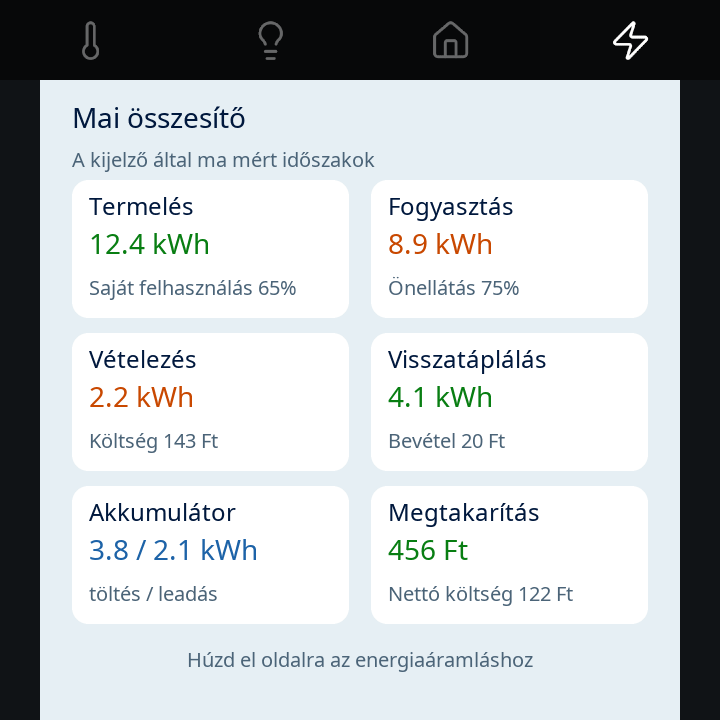 Mai összesítő
A kijelző által ma mért időszakok
Termelés
12.4 kWh
Saját felhasználás 65%
Fogyasztás
8.9 kWh
Önellátás 75%
Vételezés
2.2 kWh
Költség 143 Ft
Visszatáplálás
4.1 kWh
Bevétel 20 Ft
Akkumulátor
3.8 / 2.1 kWh
töltés / leadás
Megtakarítás
456 Ft
Nettó költség 122 Ft
Húzd el oldalra az energiaáramláshoz